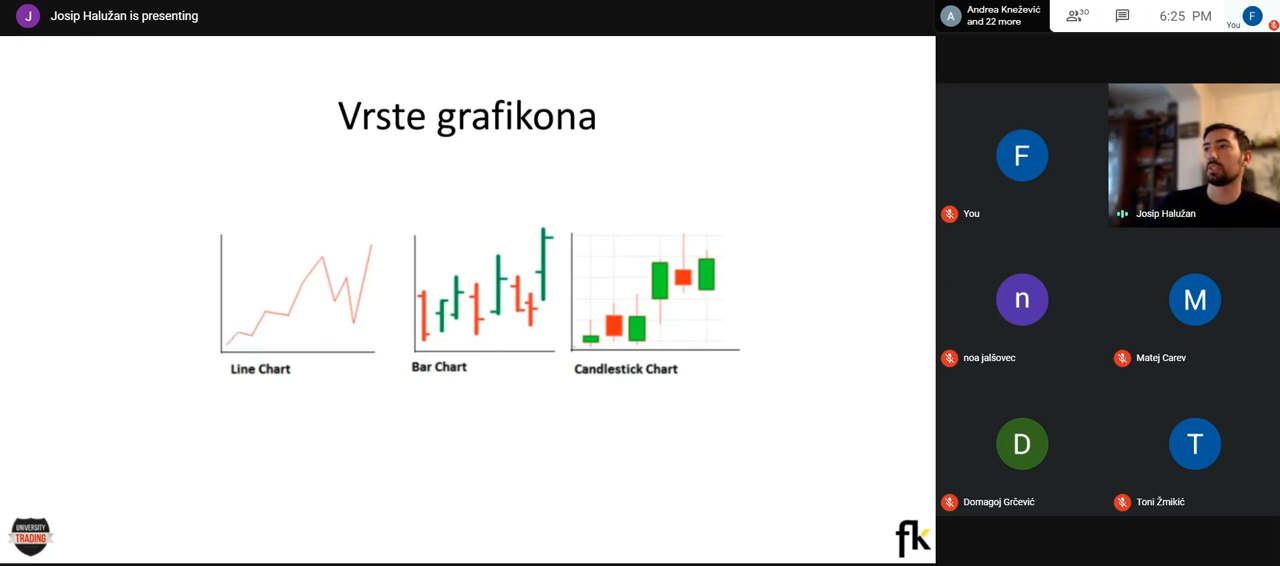 J
Josip Halužan is presenting
A
Andrea Knežević
and 22 more
30
6:25 PM
You
F
Vrste grafikona
Line Chart
Bar Chart
Candlestick Chart
UNIVERSITY
TRADING
fk
F
You
Josip Halužan
n
noa jalšovec
M
Matej Carev
D
Domagoj Grčević
T
Toni Žmikić